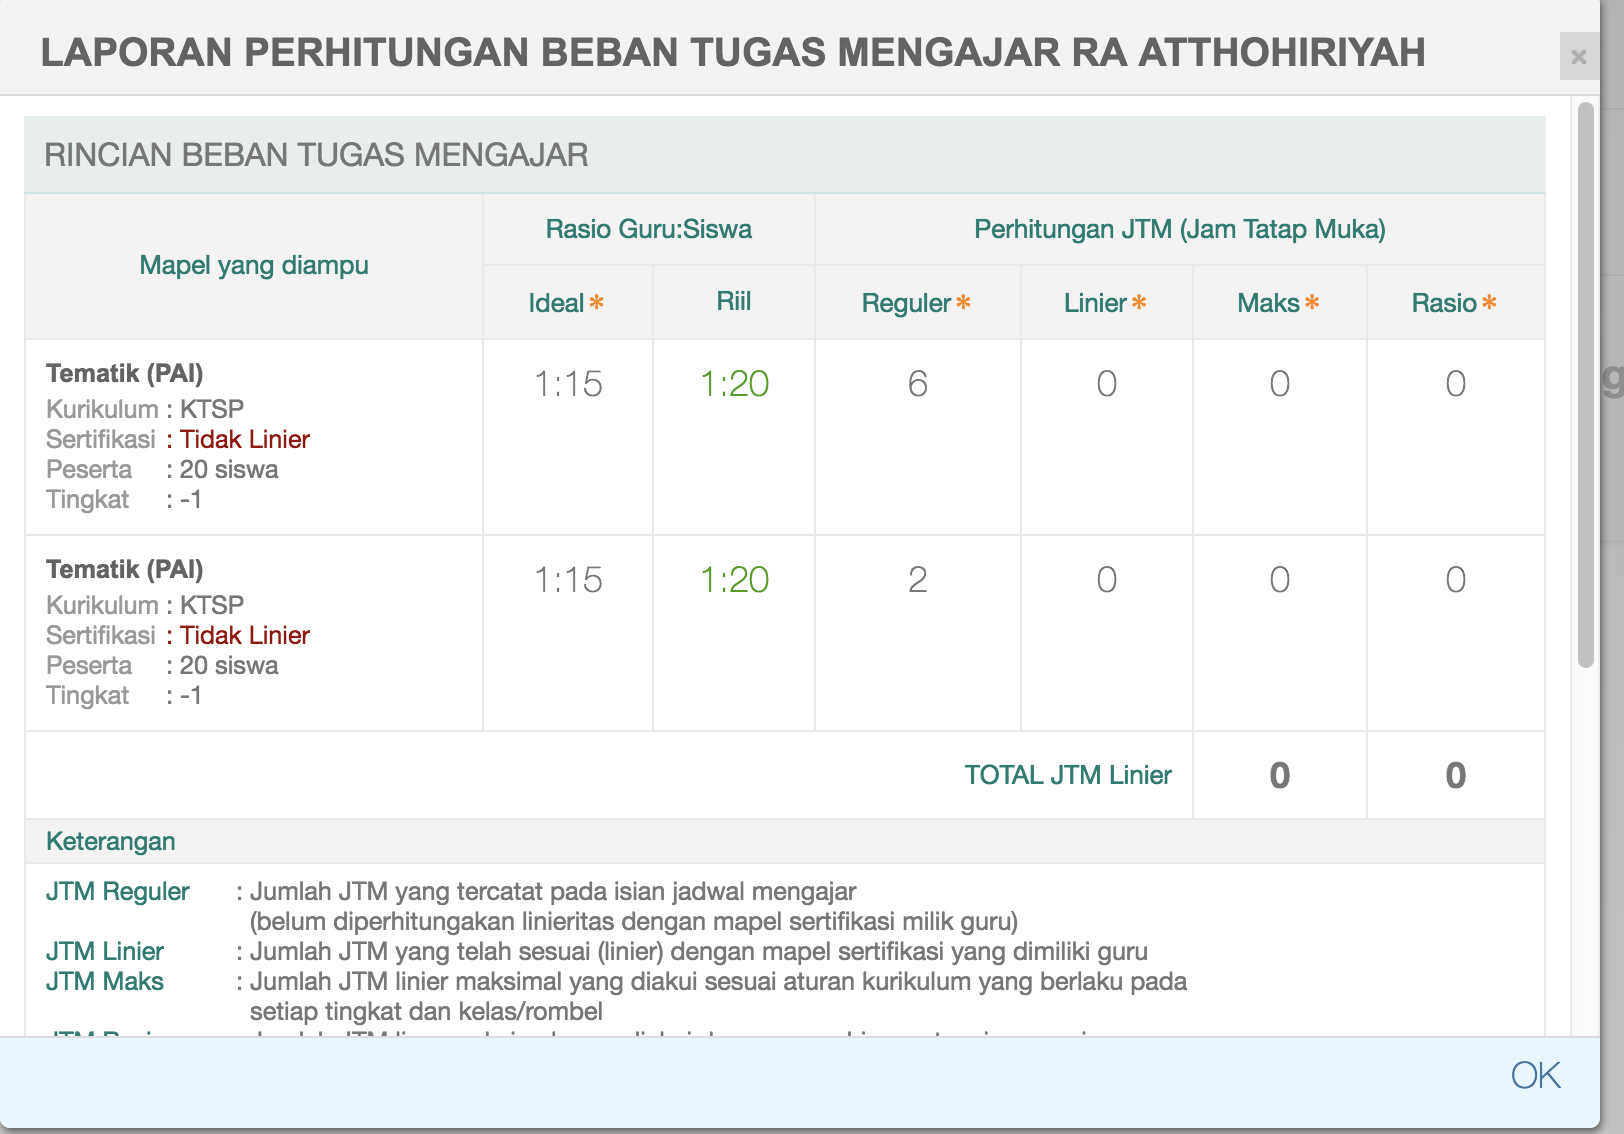 LAPORAN PERHITUNGAN BEBAN TUGAS MENGAJAR RA ATTHOHIRIYAH
×
RINCIAN BEBAN TUGAS MENGAJAR
Mapel yang diampu
Rasio Guru:Siswa
Perhitungan JTM (Jam Tatap Muka)
Ideal * Riil Reguler * Linier * Maks * Rasio *
Tematik (PAI) 1:15 1:20 6 0 0 0
Kurikulum : KTSP
Sertifikasi : Tidak Linier
Peserta : 20 siswa
Tingkat : -1
Tematik (PAI) 1:15 1:20 2 0 0 0
Kurikulum : KTSP
Sertifikasi : Tidak Linier
Peserta : 20 siswa
Tingkat : -1
TOTAL JTM Linier 0 0
Keterangan
JTM Reguler : Jumlah JTM yang tercatat pada isian jadwal mengajar
(belum diperhitungakan linieritas dengan mapel sertifikasi milik guru)
JTM Linier : Jumlah JTM yang telah sesuai (linier) dengan mapel sertifikasi yang dimiliki guru
JTM Maks : Jumlah JTM linier maksimal yang diakui sesuai aturan kurikulum yang berlaku pada
setiap tingkat dan kelas/rombel
OK